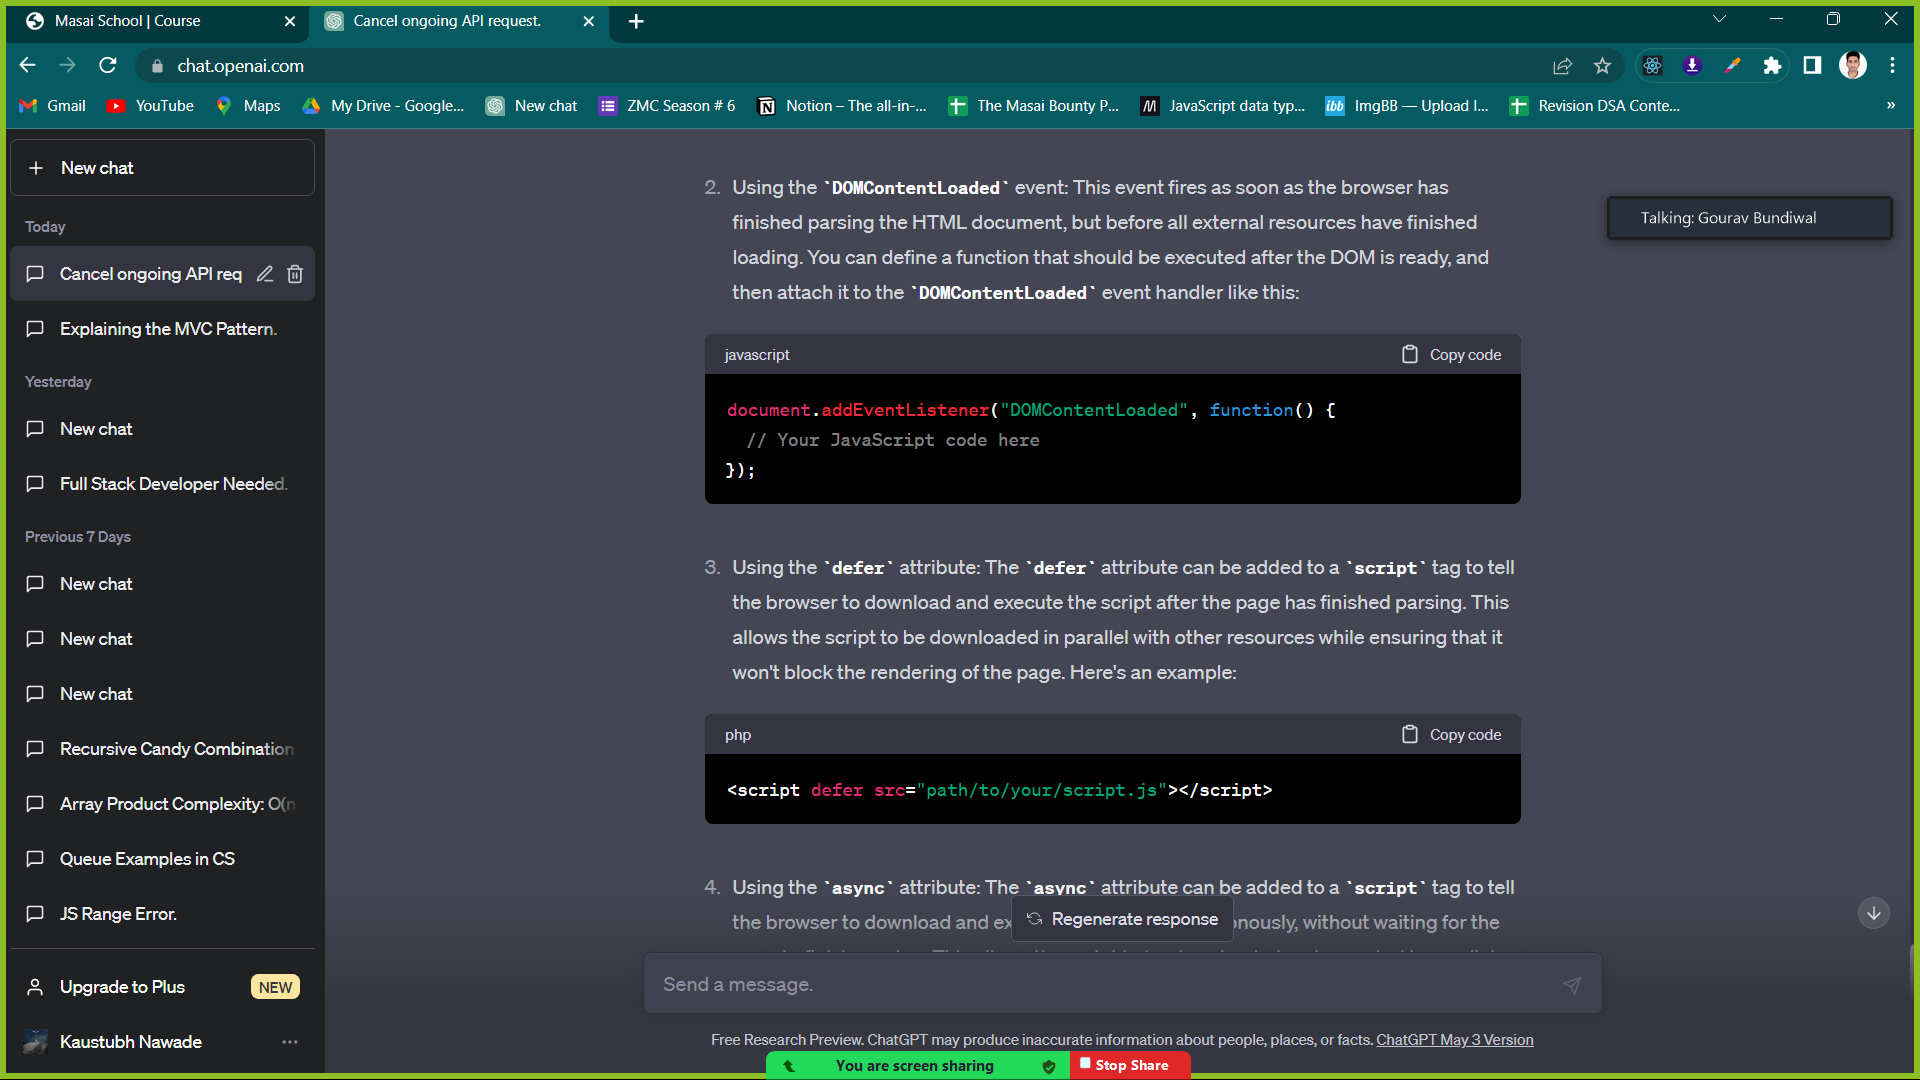 Masai School | Course
Cancel ongoing API request.
chat.openai.com
Gmail
YouTube
Maps
My Drive - Google...
New chat
ZMC Season # 6
Notion – The all-in-...
The Masai Bounty P...
JavaScript data typ...
ibb
ImgBB — Upload I...
Revision DSA Conte...
»
New chat
Today
Cancel ongoing API req
Explaining the MVC Pattern.
Yesterday
New chat
Full Stack Developer Needed.
Previous 7 Days
New chat
New chat
New chat
Recursive Candy Combination
Array Product Complexity: O(n
Queue Examples in CS
JS Range Error.
Upgrade to Plus
NEW
Kaustubh Nawade
Talking: Gourav Bundiwal
2. Using the `DOMContentLoaded` event: This event fires as soon as the browser has
finished parsing the HTML document, but before all external resources have finished
loading. You can define a function that should be executed after the DOM is ready, and
then attach it to the `DOMContentLoaded` event handler like this:
javascript
Copy code
document.addEventListener("DOMContentLoaded", function() {
// Your JavaScript code here
});
3. Using the `defer` attribute: The `defer` attribute can be added to a `script` tag to tell
the browser to download and execute the script after the page has finished parsing. This
allows the script to be downloaded in parallel with other resources while ensuring that it
won't block the rendering of the page. Here's an example:
php
Copy code
<script defer src="path/to/your/script.js"></script>
4. Using the `async` attribute: The `async` attribute can be added to a `script` tag to tell
the browser to download and ex
onously, without waiting for the
Regenerate response
Send a message.
Free Research Preview. ChatGPT may produce inaccurate information about people, places, or facts. ChatGPT May 3 Version
You are screen sharing
Stop Share